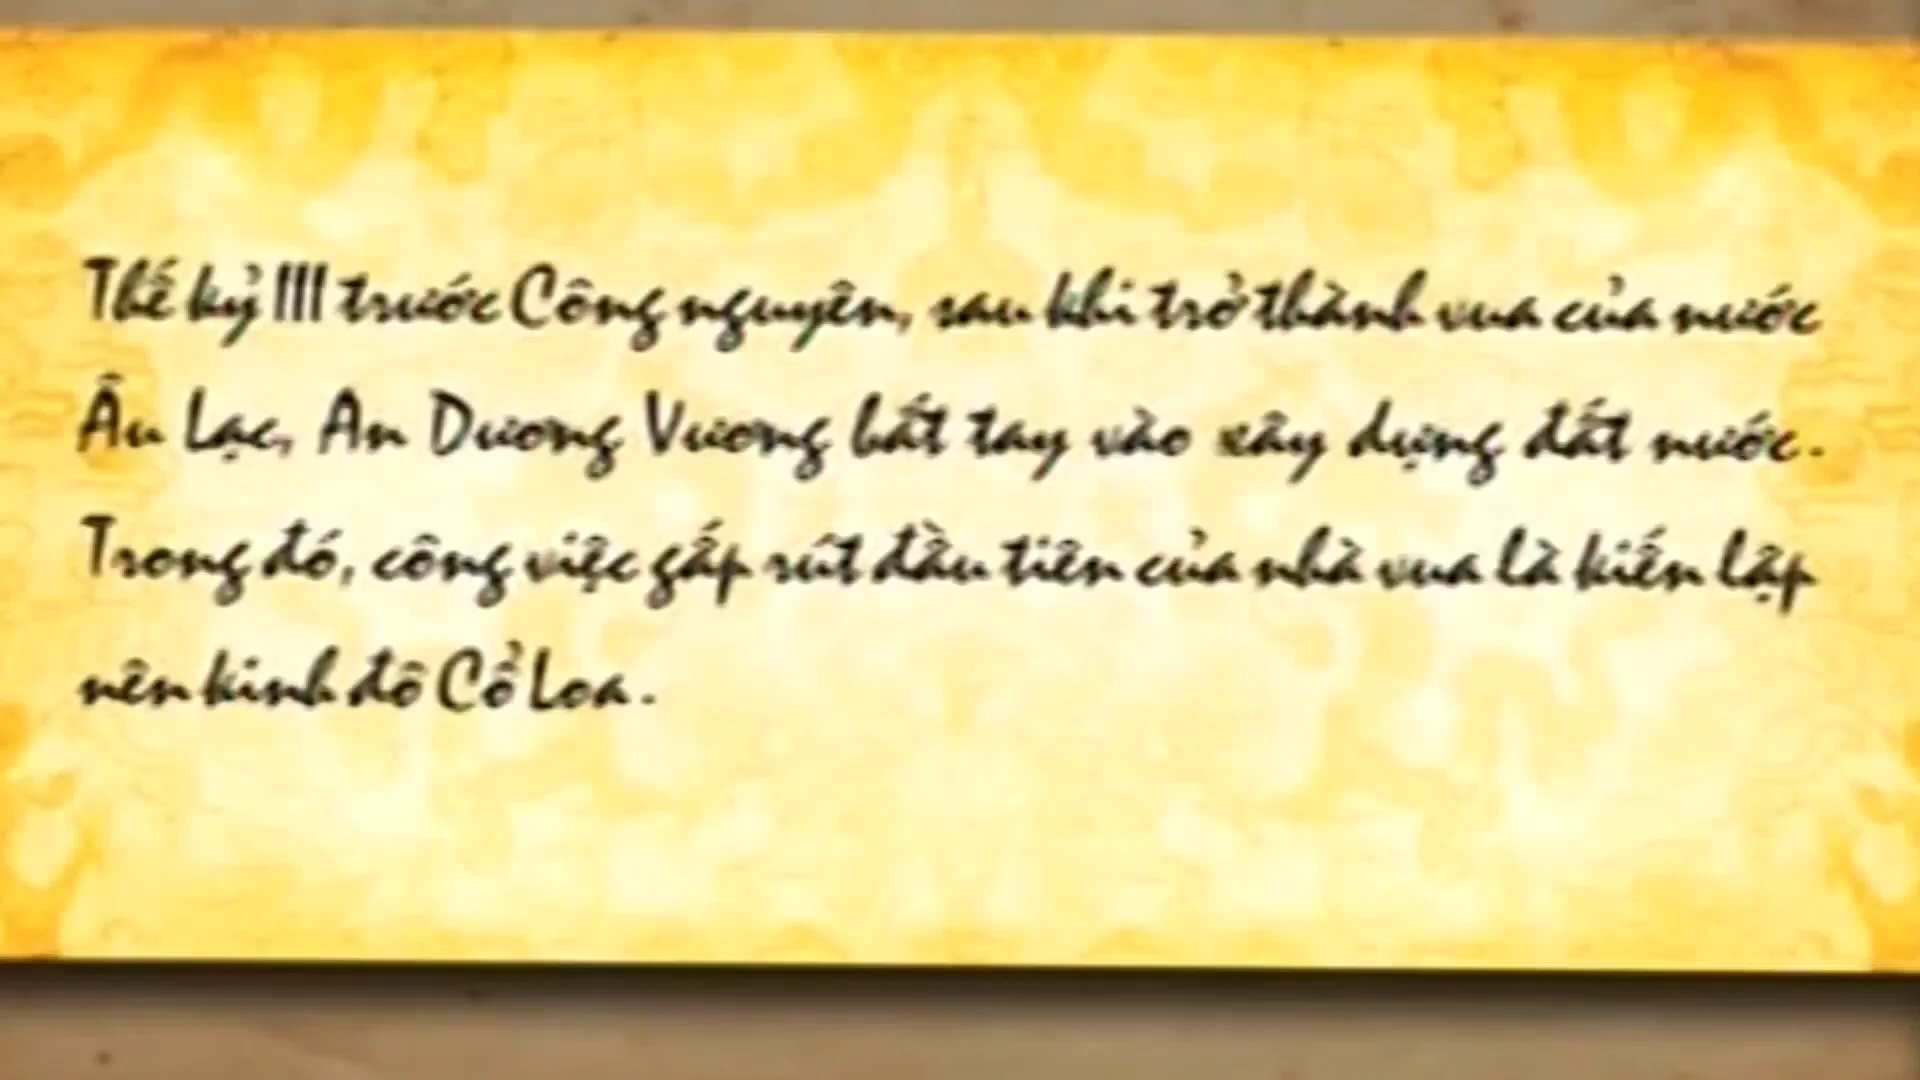 Thế kỷ III trước Công nguyên, sau khi trở thành vua của nước
Âu Lạc, An Dương Vương bắt tay vào xây dựng đất nước.
Trong đó, công việc gấp rút đầu tiên của nhà vua là kiến lập
nên kinh đô Cổ Loa.